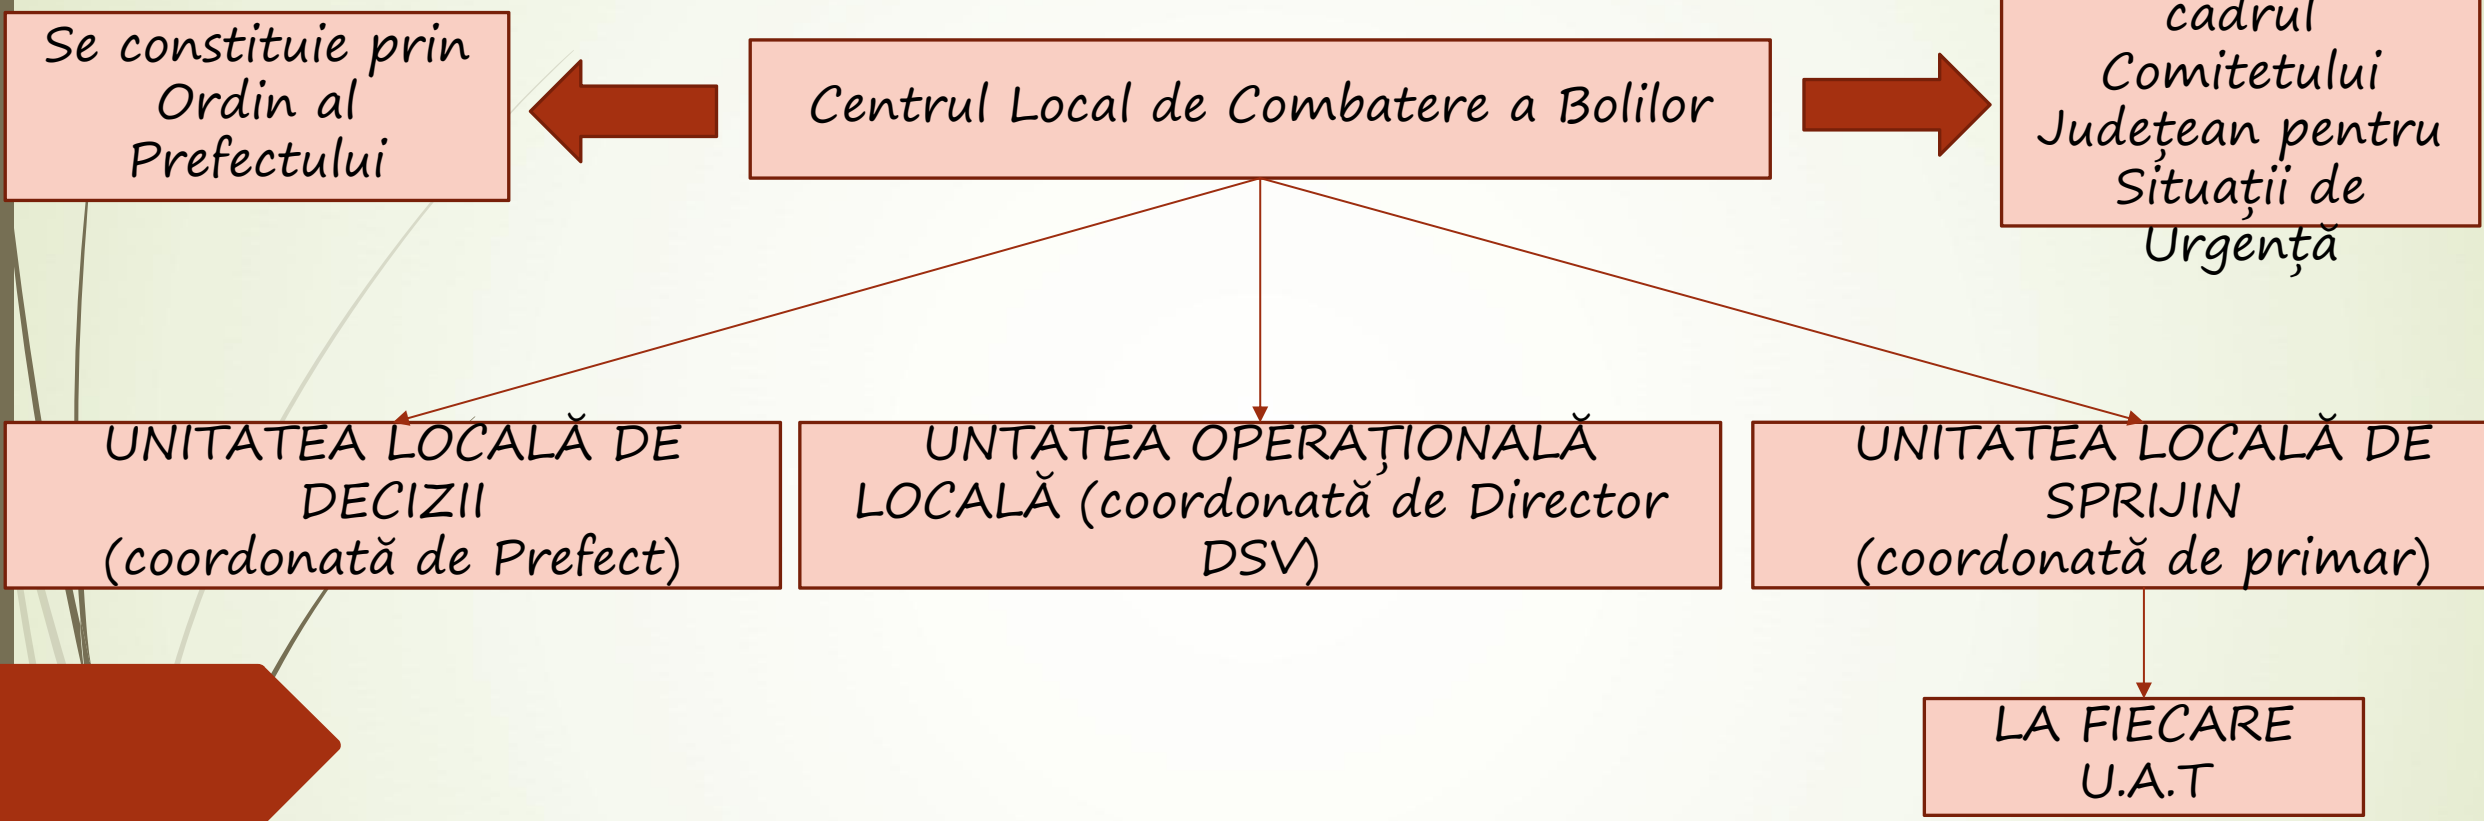 Se constituie prin
Ordin al
Prefectului
Centrul Local de Combatere a Bolilor
cadrul
Comitetului
Județean pentru
Situații de
Urgență
UNITATEA LOCALĂ DE
DECIZII
(coordonată de Prefect)
UNTATEA OPERAȚIONALĂ
LOCALĂ (coordonată de Director
DSV)
UNITATEA LOCALĂ DE
SPRIJIN
(coordonată de primar)
LA FIECARE
U.A.T